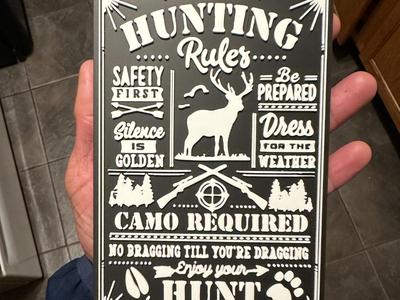 HUNTING
Rules
SAFETY
FIRST
Silence
IS
GOLDEN
Be
PREPARED
Dress
FOR THE
WEATHER
CAMO REQUIRED
NO BRAGGING TILL YOU'RE DRAGGING
Enjoy your
HUNT